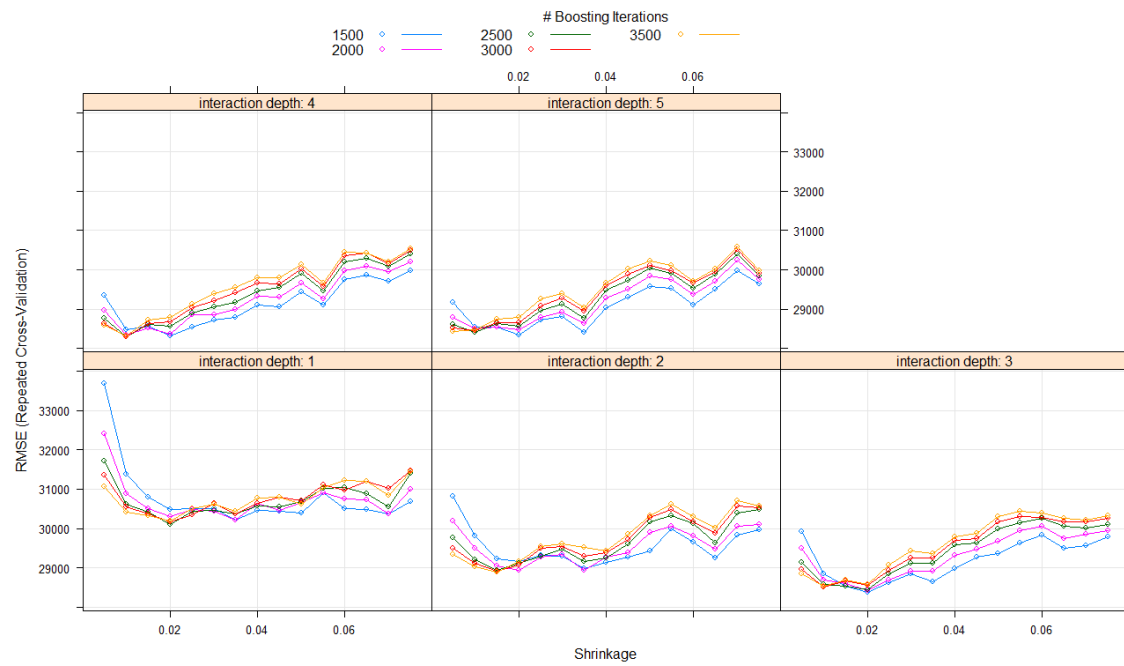 # Boosting Iterations
1500 2500 3500
2000 3000
0.02 0.04 0.06
interaction depth: 4 interaction depth: 5
33000
32000
31000
30000
29000
interaction depth: 1 interaction depth: 2 interaction depth: 3
33000
32000
31000
30000
29000
RMSE (Repeated Cross-Validation)
0.02 0.04 0.06 0.02 0.04 0.06
Shrinkage